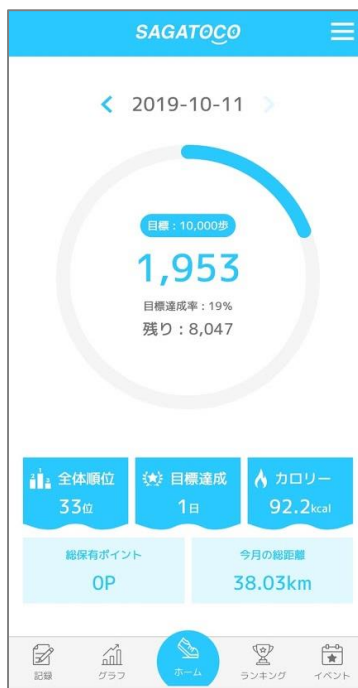 SAGATOCO
2019-10-11
目標：10,000歩
1,953
目標達成率：19%
残り：8,047
全体順位
33位
目標達成
1日
カロリー
92.2kcal
総保有ポイント
0P
今月の総距離
38.03km
記録
グラフ
ホーム
ランキング
イベント